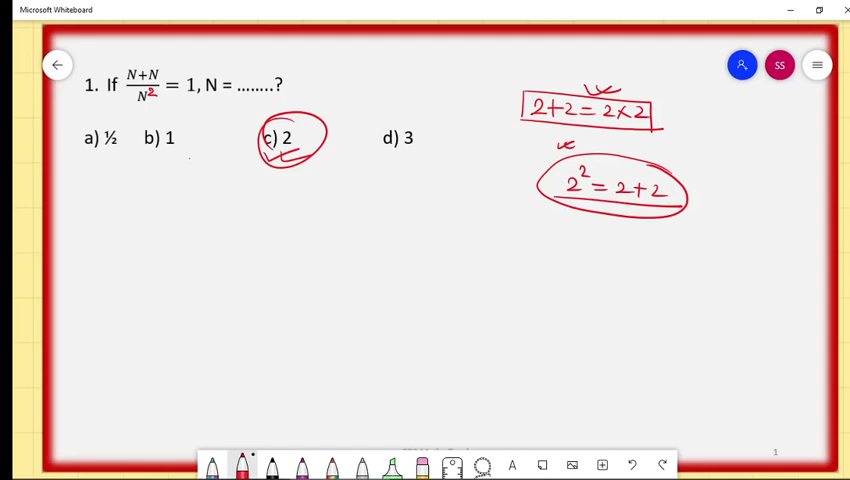 Microsoft Whiteboard
SS
1. If N+N/N² = 1, N = ........?
a) ½ b) 1 c) 2 d) 3
2+2=2×2
2² = 2+2
A
1